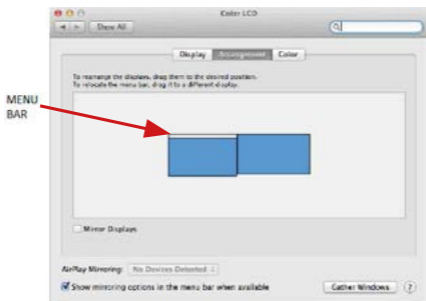 Color LCD
Show All
Display Arrangement Color
To rearrange the displays, drag them to the desired position.
To relocate the menu bar, drag it to a different display.
MENU
BAR
Mirror Displays
AirPlay Mirroring: No Devices Detected
Show mirroring options in the menu bar when available
Gather Windows ?